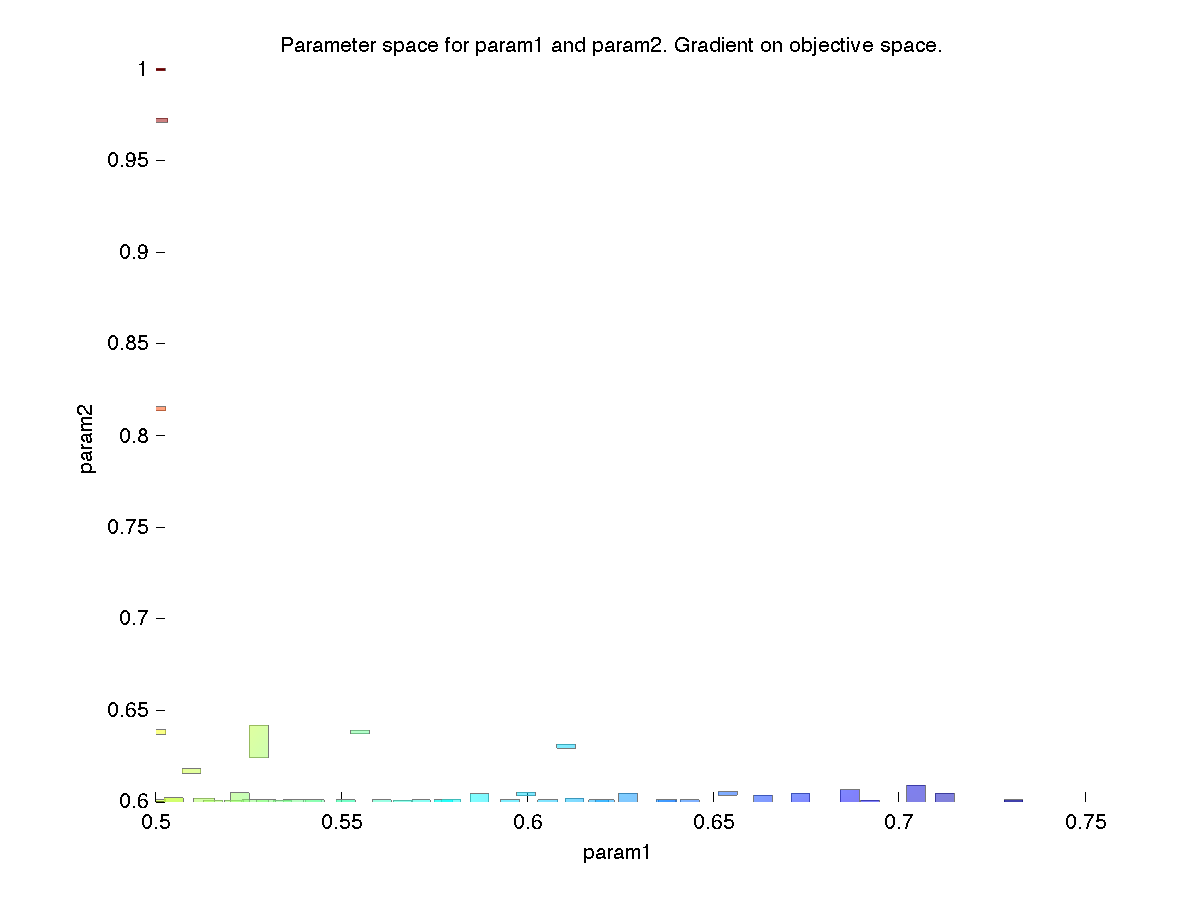 Parameter space for param1 and param2. Gradient on objective space.
1
0.95
0.9
0.85
0.8
0.75
0.7
0.65
0.6
param2
0.5 0.55 0.6 0.65 0.7 0.75
param1